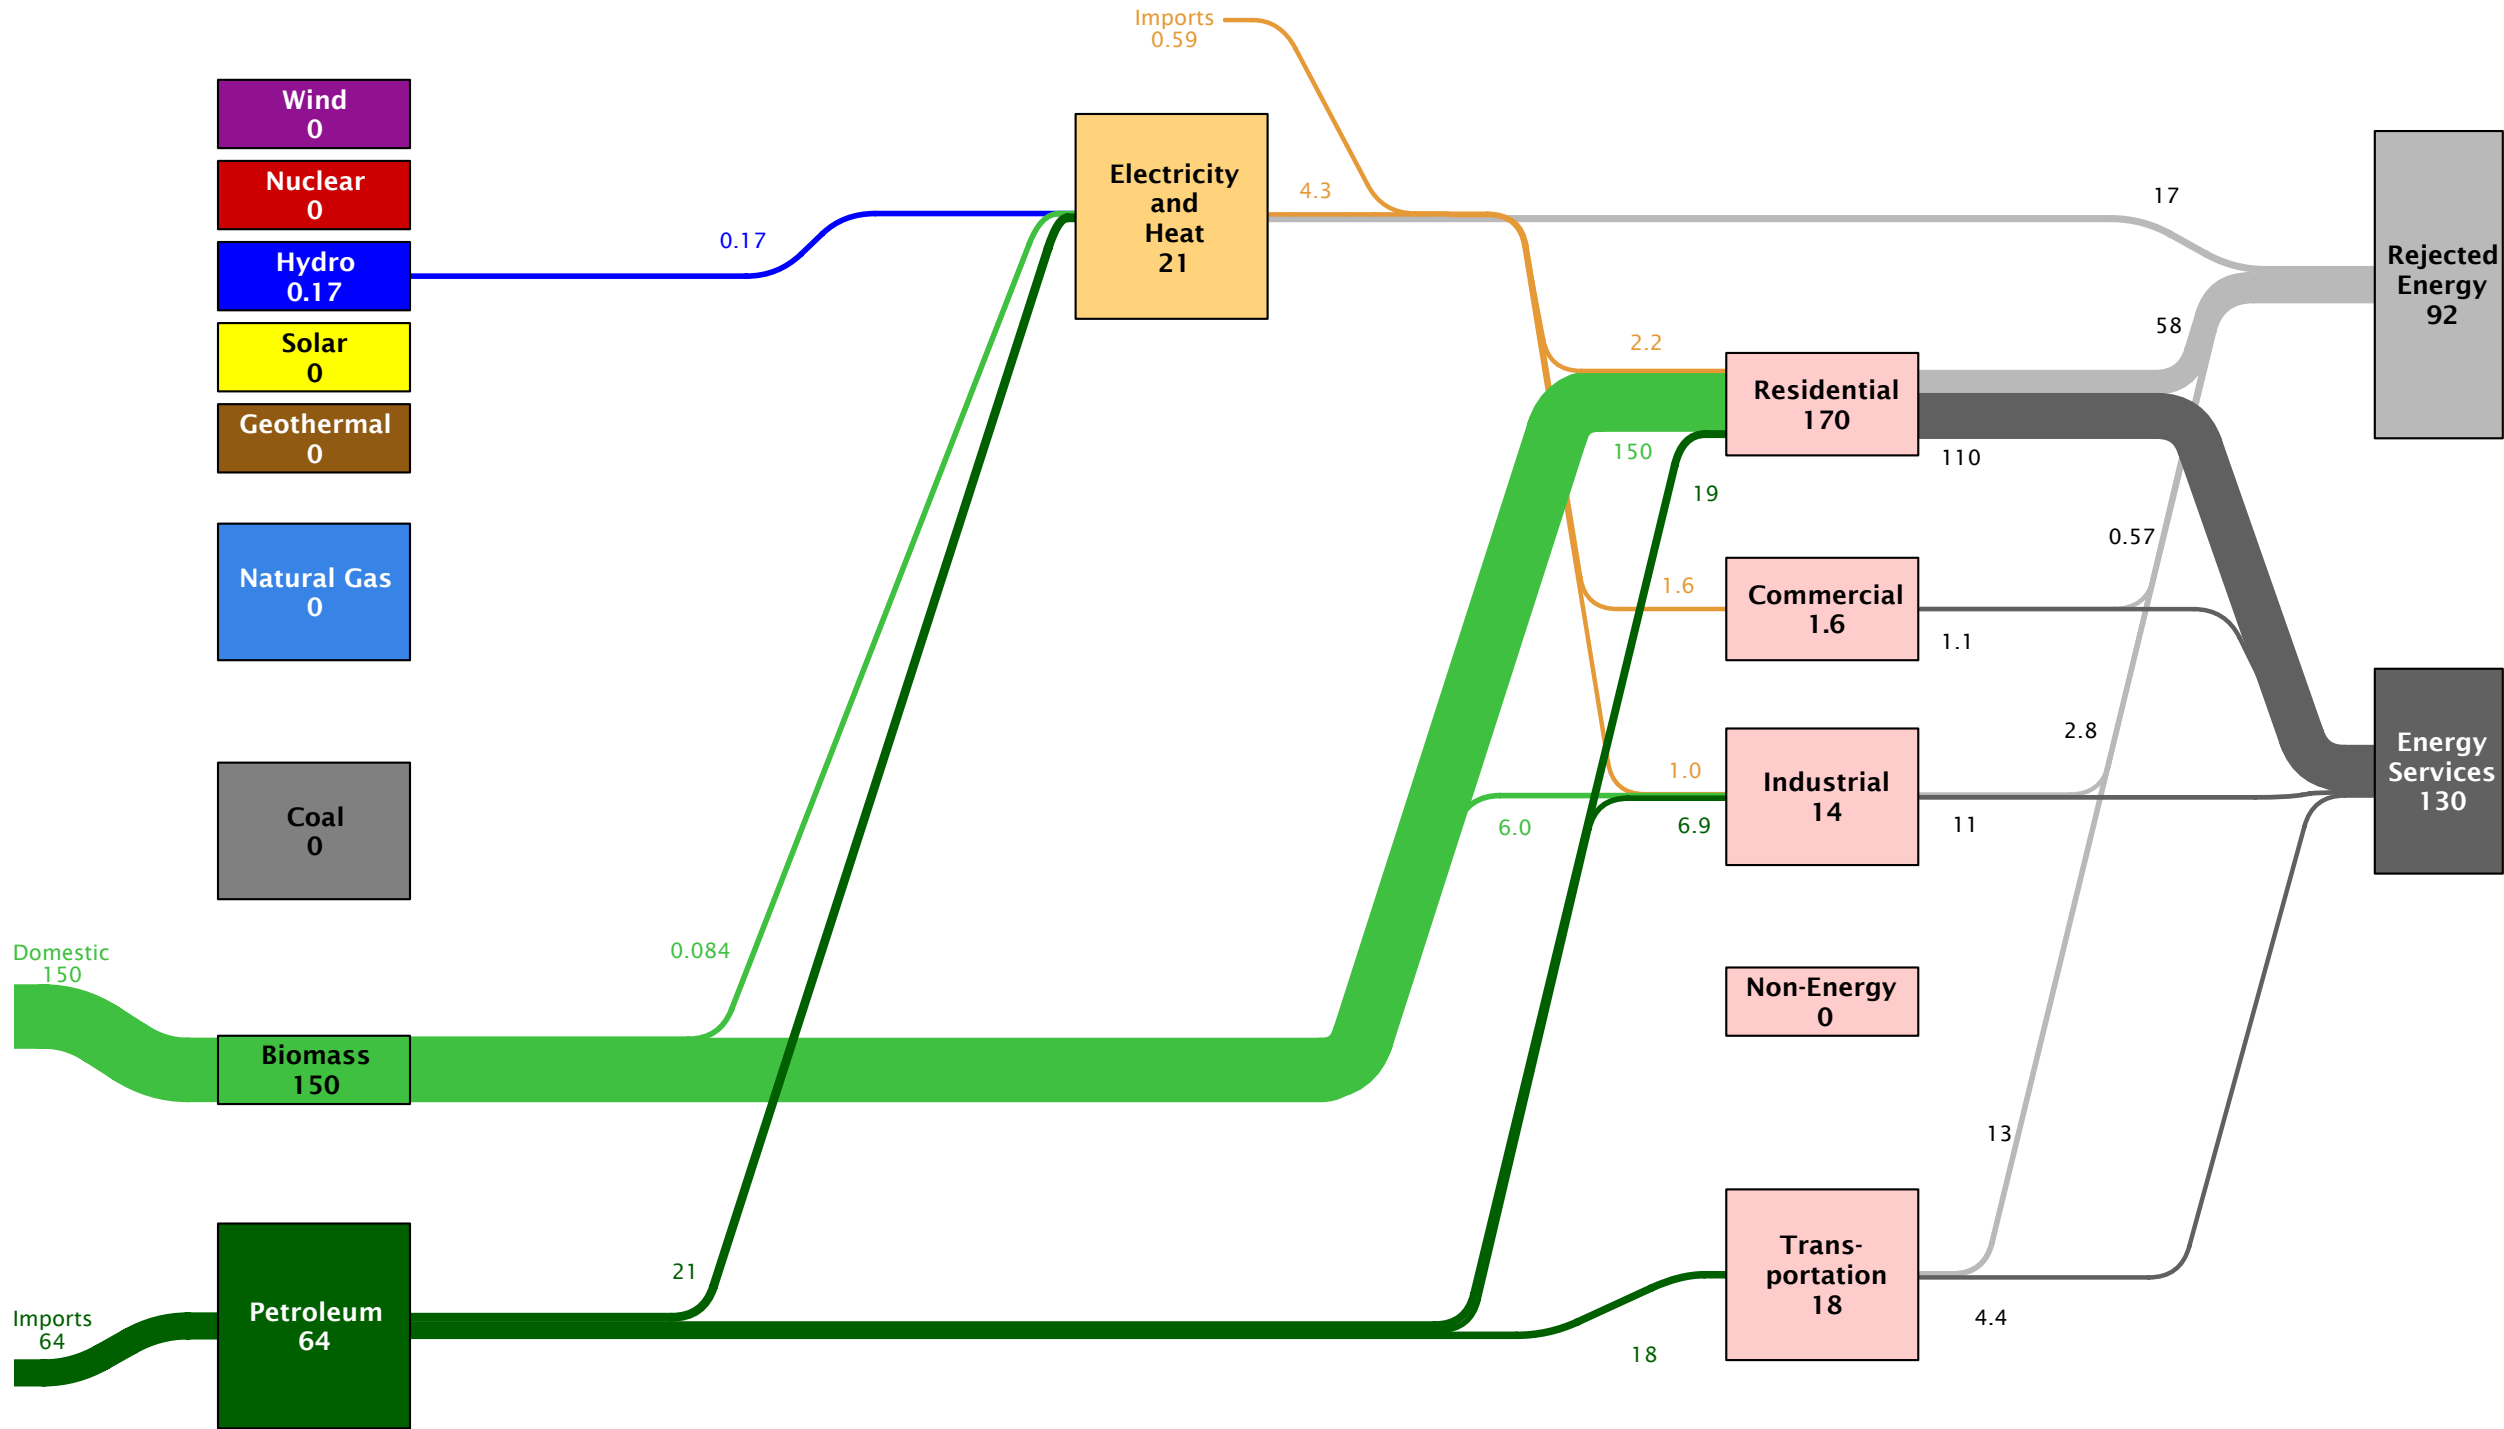 Imports
0.59
Wind
0
Nuclear
0
Hydro
0.17
Solar
0
Geothermal
0
Natural Gas
0
Coal
0
Domestic
150
Biomass
150
Imports
64
Petroleum
64
0.17
0.084
21
Electricity
and
Heat
21
4.3
2.2
150
19
1.6
1.0
6.0
6.9
18
Residential
170
Commercial
1.6
Industrial
14
Non-Energy
0
Trans-
portation
18
17
58
110
0.57
1.1
2.8
11
13
4.4
Rejected
Energy
92
Energy
Services
130